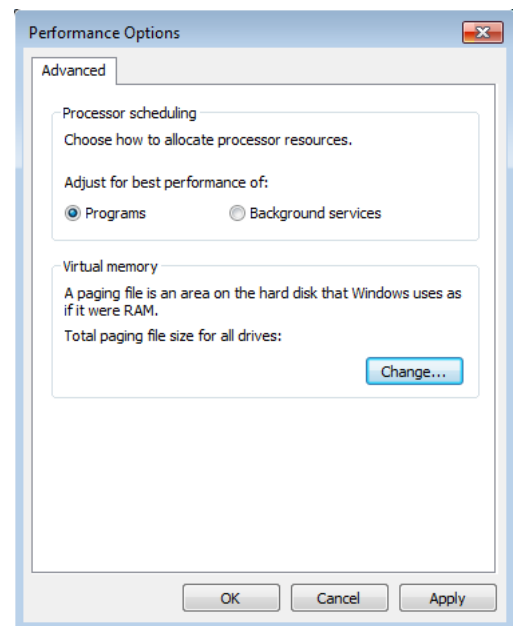 Performance Options
Advanced
Processor scheduling
Choose how to allocate processor resources.
Adjust for best performance of:
Programs Background services
Virtual memory
A paging file is an area on the hard disk that Windows uses as
if it were RAM.
Total paging file size for all drives:
Change...
OK Cancel Apply